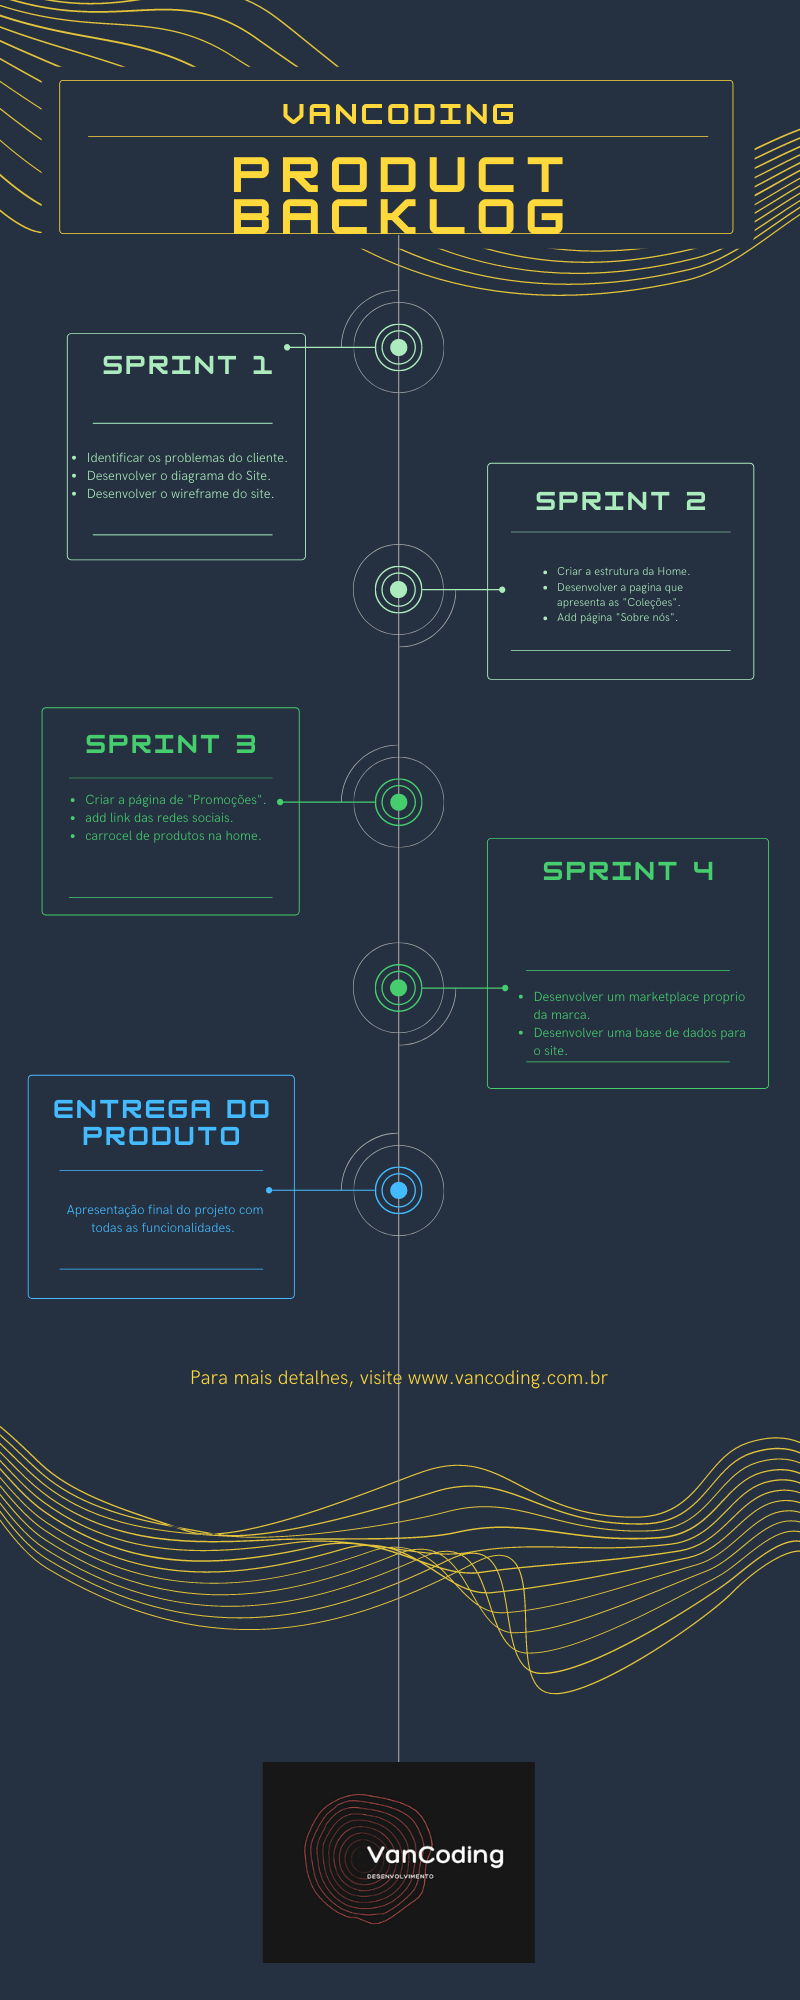 VANCODING
PRODUCT
BACKLOG
SPRINT 1
• Identificar os problemas do cliente.
• Desenvolver o diagrama do Site.
• Desenvolver o wireframe do site.
SPRINT 2
• Criar a estrutura da Home.
• Desenvolver a pagina que
apresenta as "Coleções".
• Add página "Sobre nós".
SPRINT 3
• Criar a página de "Promoções".
• add link das redes sociais.
• carrocel de produtos na home.
SPRINT 4
• Desenvolver um marketplace proprio
da marca.
• Desenvolver uma base de dados para
o site.
ENTREGA DO
PRODUTO
Apresentação final do projeto com
todas as funcionalidades.
Para mais detalhes, visite www.vancoding.com.br
VanCoding
DESENVOLVIMENTO